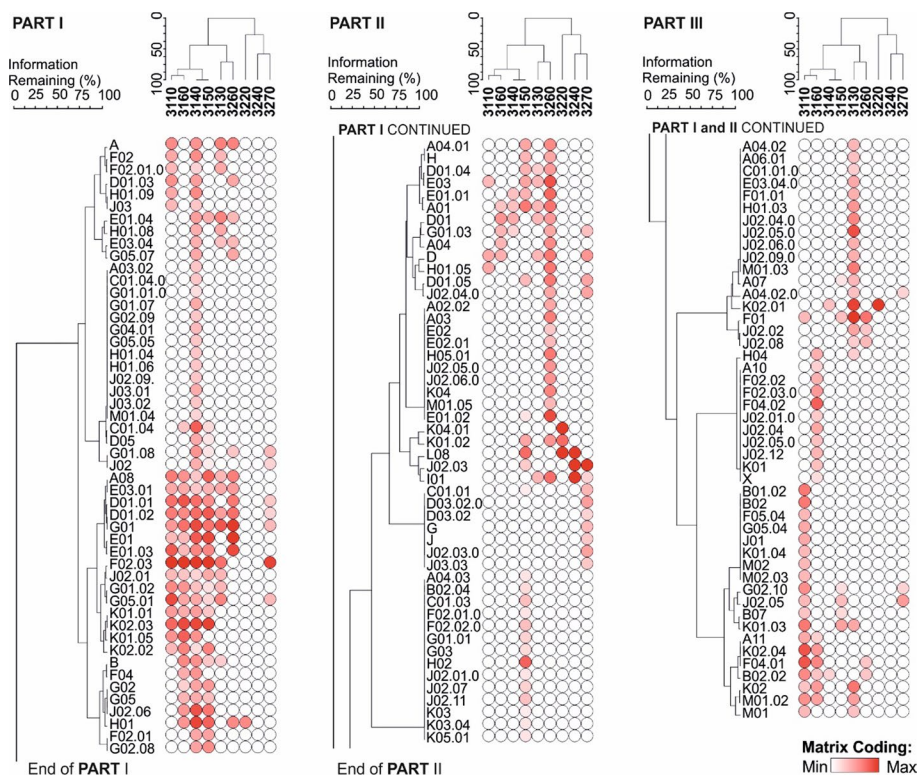 PART I
0
50
100
Information
Remaining (%)
0 25 50 100
3110 3160 3140 3150 3130 3260 3220 3240 3270
A
F02
F02.01.0
D01.03
H01.09
J03
E01.04
H01.08
E03.04
G05.07
A03.02
C01.04.0
G01.01.0
G01.07
G02.09
G04.01
G05.05
H01.04
H01.06
J02.09.
J03.01
J03.02
M01.04
C01.04
D05
G01.08
J02
A08
E03.01
D01.01
D01.02
G01
E01
E01.03
F02.03
J02.01
G01.02
G05.01
K01.01
K02.03
K01.05
K02.02
B
F04
G02
G05
J02.06
H01
F02.01
G02.08
End of PART I
PART II
0
50
100
Information
Remaining (%)
0 25 50 100
3110 3160 3140 3150 3130 3260 3220 3240 3270
PART I CONTINUED
A04.01
H
D01.04
E03
E01.01
A01
D01
G01.03
A04
D
H01.05
D01.05
J02.04.0
A02.02
A03
E02
E02.01
H05.01
J02.05.0
J02.06.0
K04
M01.05
E01.02
K04.01
K01.02
L08
J02.03
I01
C01.01
D03.02.0
D03.02
G
J
J02.03.0
J03.03
A04.03
B02.04
C01.03
F02.01.0
F02.02.0
G01.01
G03
H02
J02.01.0
J02.07
J02.11
K03
K03.04
K05.01
End of PART II
PART III
0
50
100
Information
Remaining (%)
0 25 50 100
3110 3160 3140 3150 3130 3260 3220 3240 3270
PART I and II CONTINUED
A04.02
A06.01
C01.01.0
E03.04.0
F01.01
H01.03
J02.04.0
J02.05.0
J02.06.0
J02.09.0
M01.03
A07
A04.02.0
K02.01
F01
J02.02
J02.08
H04
A10
F02.02
F02.03.0
F04.02
J02.01.0
J02.04
J02.05.0
J02.12
K01
X
B01.02
B02
F05.04
G05.04
J01
K01.04
M02
M02.03
G02.10
J02.05
B07
K01.03
A11
K02.04
F04.01
B02.02
K02
M01.02
M01
Matrix Coding:
Min Max